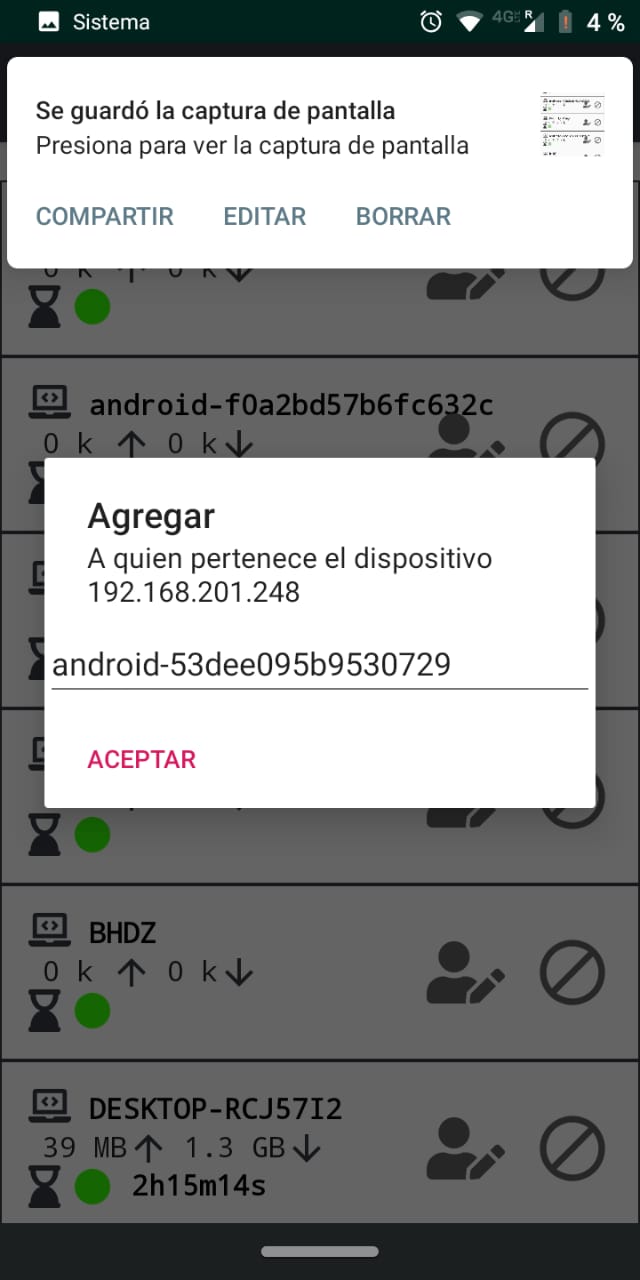 Sistema
4G R ! 4 %
Se guardó la captura de pantalla
Presiona para ver la captura de pantalla
COMPARTIR EDITAR BORRAR
0 k ↑ 0 k ↓
android-f0a2bd57b6fc632c
0 k ↑ 0 k ↓
Agregar
A quien pertenece el dispositivo
192.168.201.248
android-53dee095b9530729
ACEPTAR
BHDZ
0 k ↑ 0 k ↓
DESKTOP-RCJ57I2
39 MB ↑ 1.3 GB ↓
2h15m14s